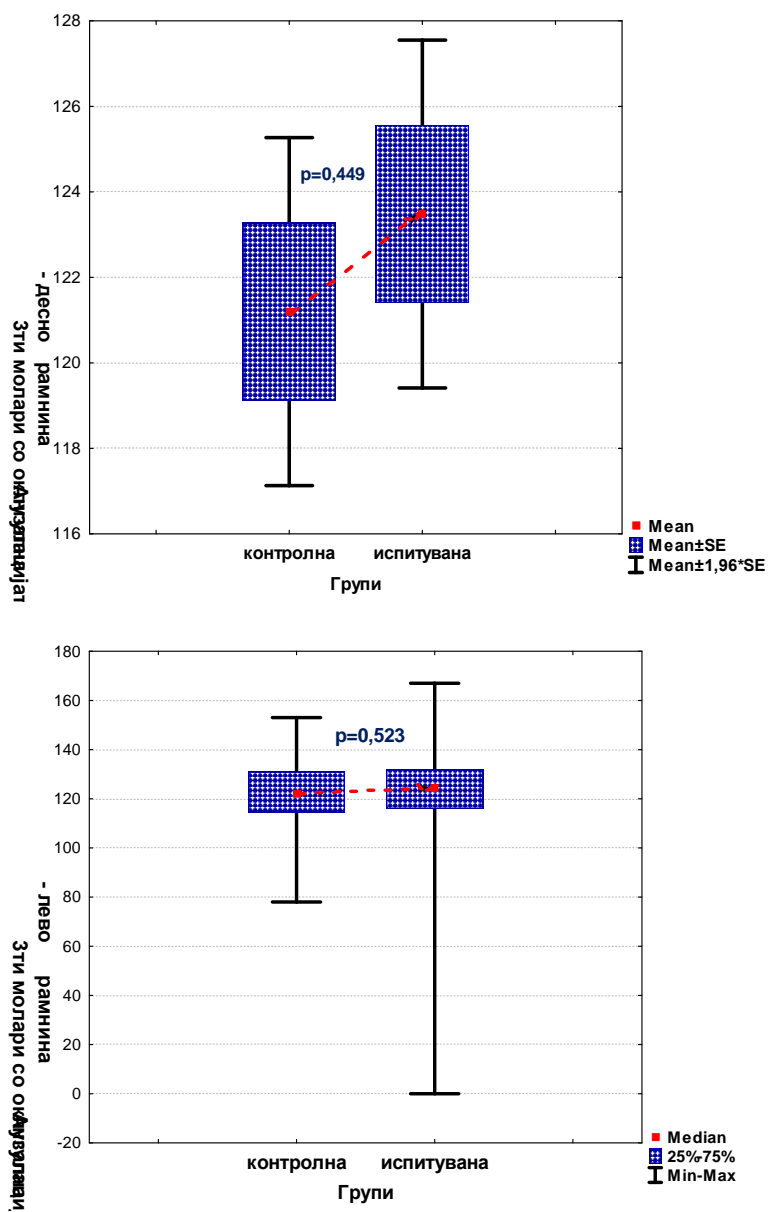 128
126
124
122
120
118
116
p=0,449
- десно рамнина
3ти молари со
контролна испитувана
Групи
Mean
Mean±SE
Mean±1,96*SE
180
160
140
120
100
80
60
40
20
0
-20
p=0,523
- лево рамнина
3ти молари со
контролна испитувана
Групи
Median
25%-75%
Min-Max